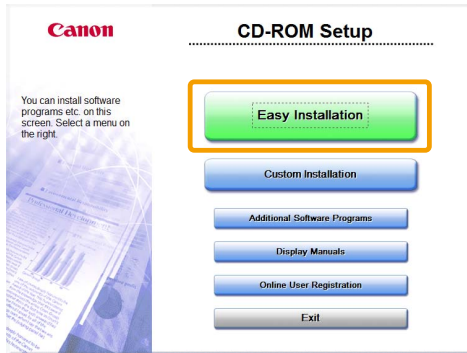 Canon
CD-ROM Setup
You can install software
programs etc. on this
screen. Select a menu on
the right.
Easy Installation
Custom Installation
Additional Software Programs
Display Manuals
Online User Registration
Exit